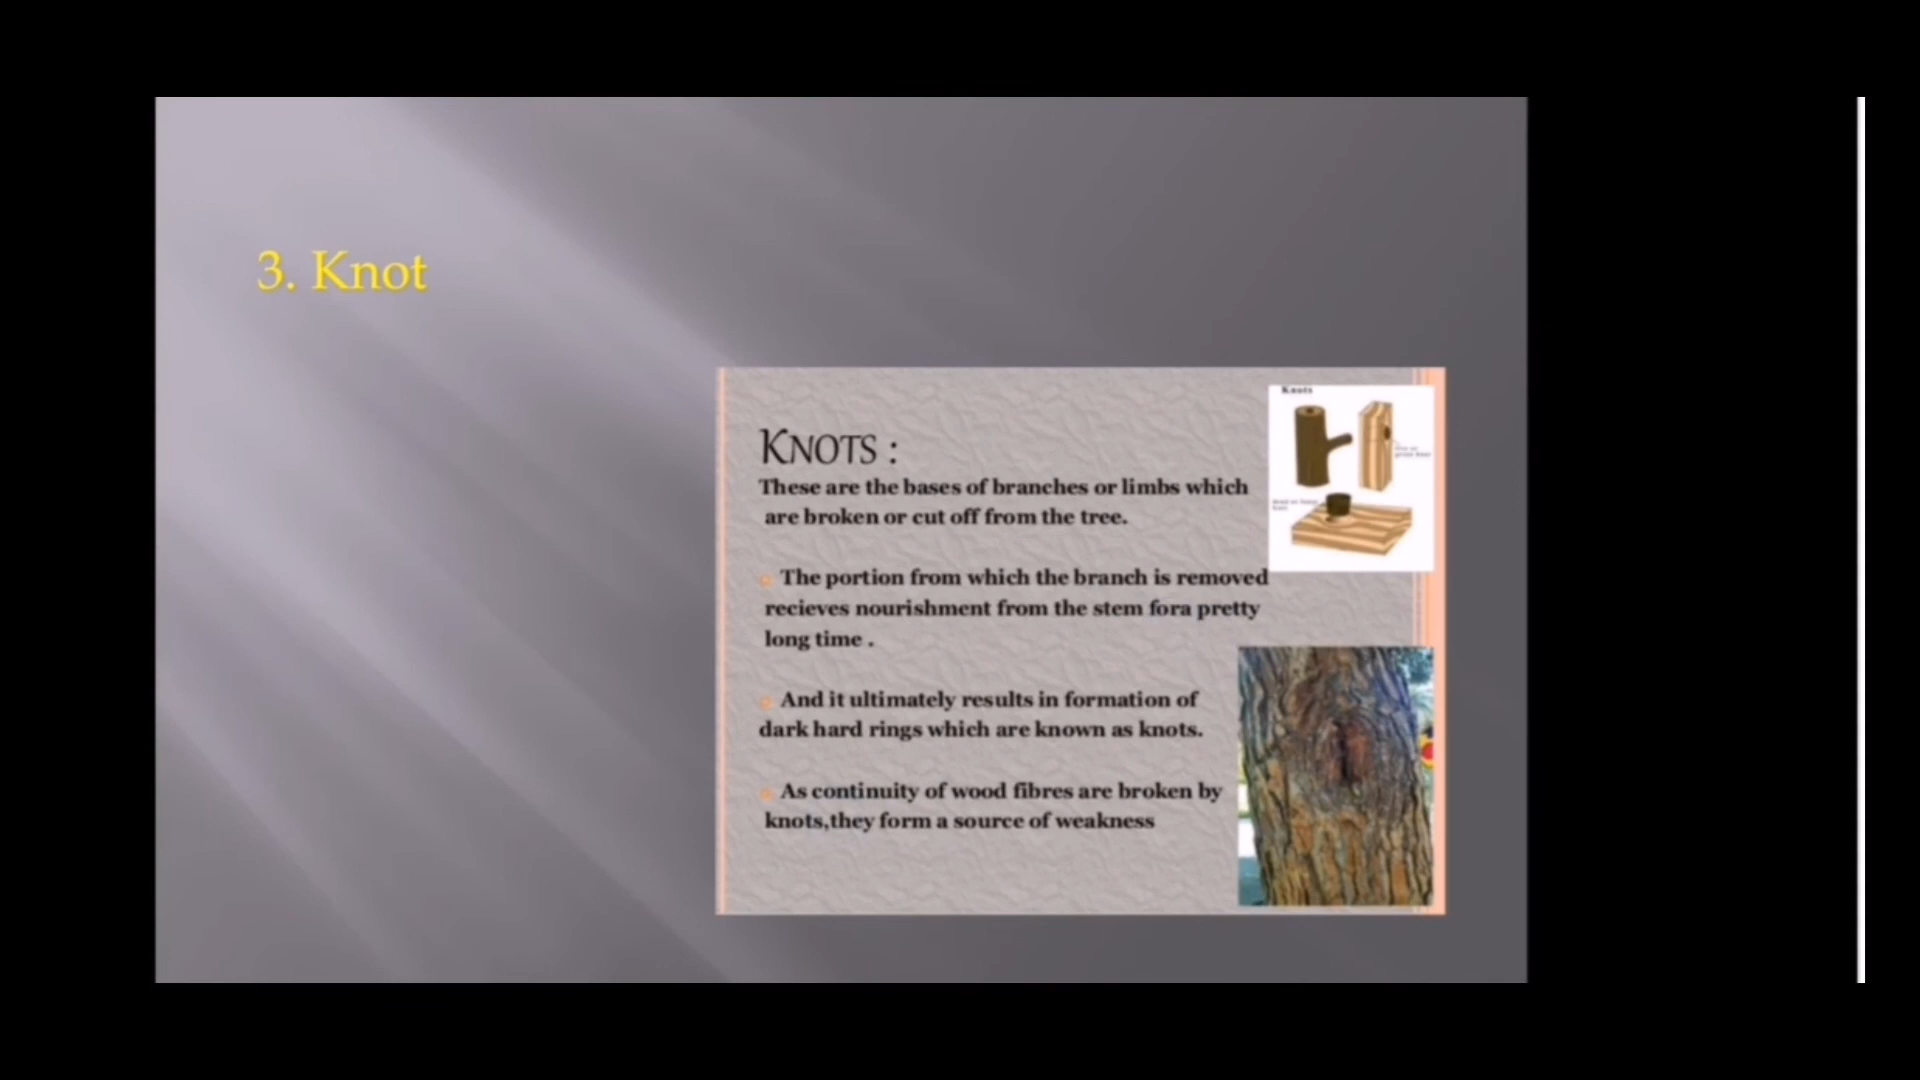 3. Knot
Knots
KNOTS :
These are the bases of branches or limbs which
are broken or cut off from the tree.
The portion from which the branch is removed
recieves nourishment from the stem fora pretty
long time .
And it ultimately results in formation of
dark hard rings which are known as knots.
As continuity of wood fibres are broken by
knots,they form a source of weakness